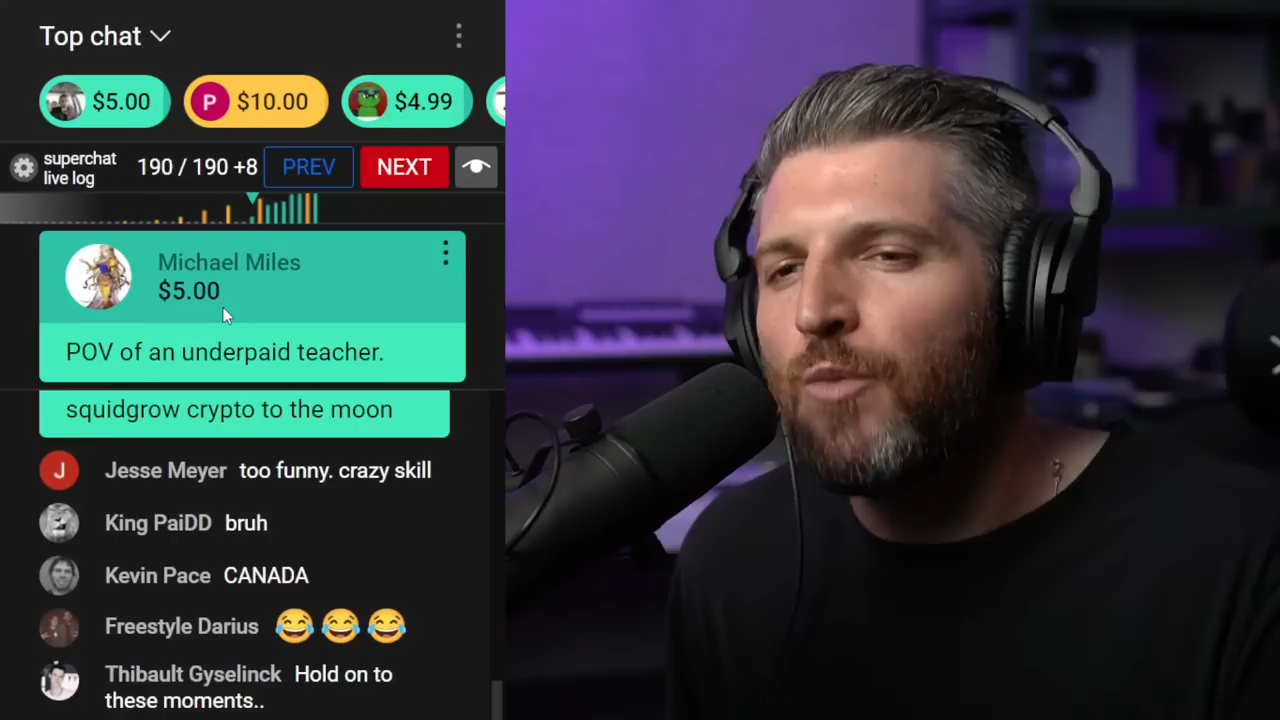 Top chat
$5.00
P $10.00
$4.99
superchat
live log
190 / 190 +8
PREV
NEXT
Michael Miles
$5.00
POV of an underpaid teacher.
squidgrow crypto to the moon
J Jesse Meyer too funny. crazy skill
King PaiDD bruh
Kevin Pace CANADA
Freestyle Darius 😂😂😂
Thibault Gyselinck Hold on to
these moments..